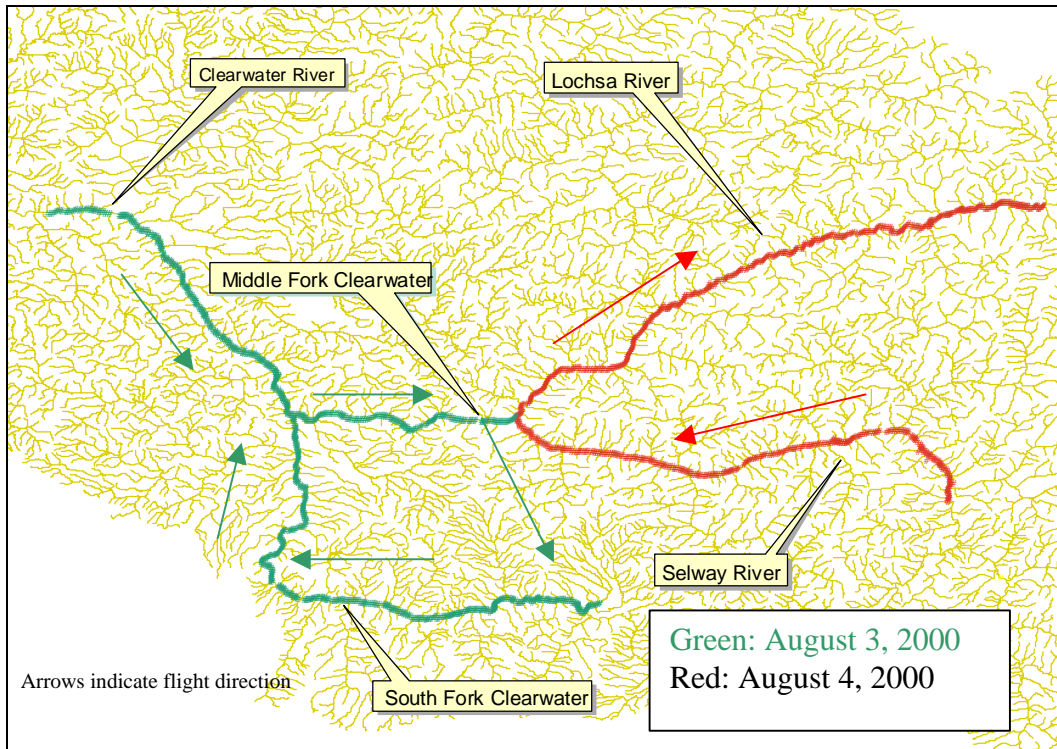 Clearwater River
Lochsa River
Middle Fork Clearwater
Selway River
Green: August 3, 2000
Red: August 4, 2000
Arrows indicate flight direction
South Fork Clearwater